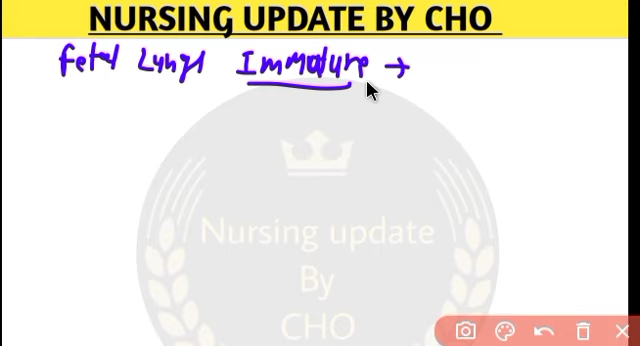 NURSING UPDATE BY CHO
Fetal Lungs Immature →
Nursing update
By
CHO